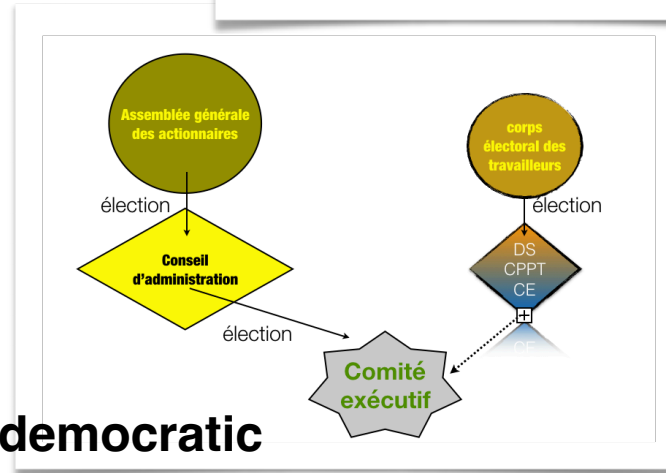 Assemblée générale
des actionnaires
corps
électoral des
travailleurs
élection
élection
Conseil
d'administration
DS
CPPT
CE
élection
CE
Comité
exécutif
democratic